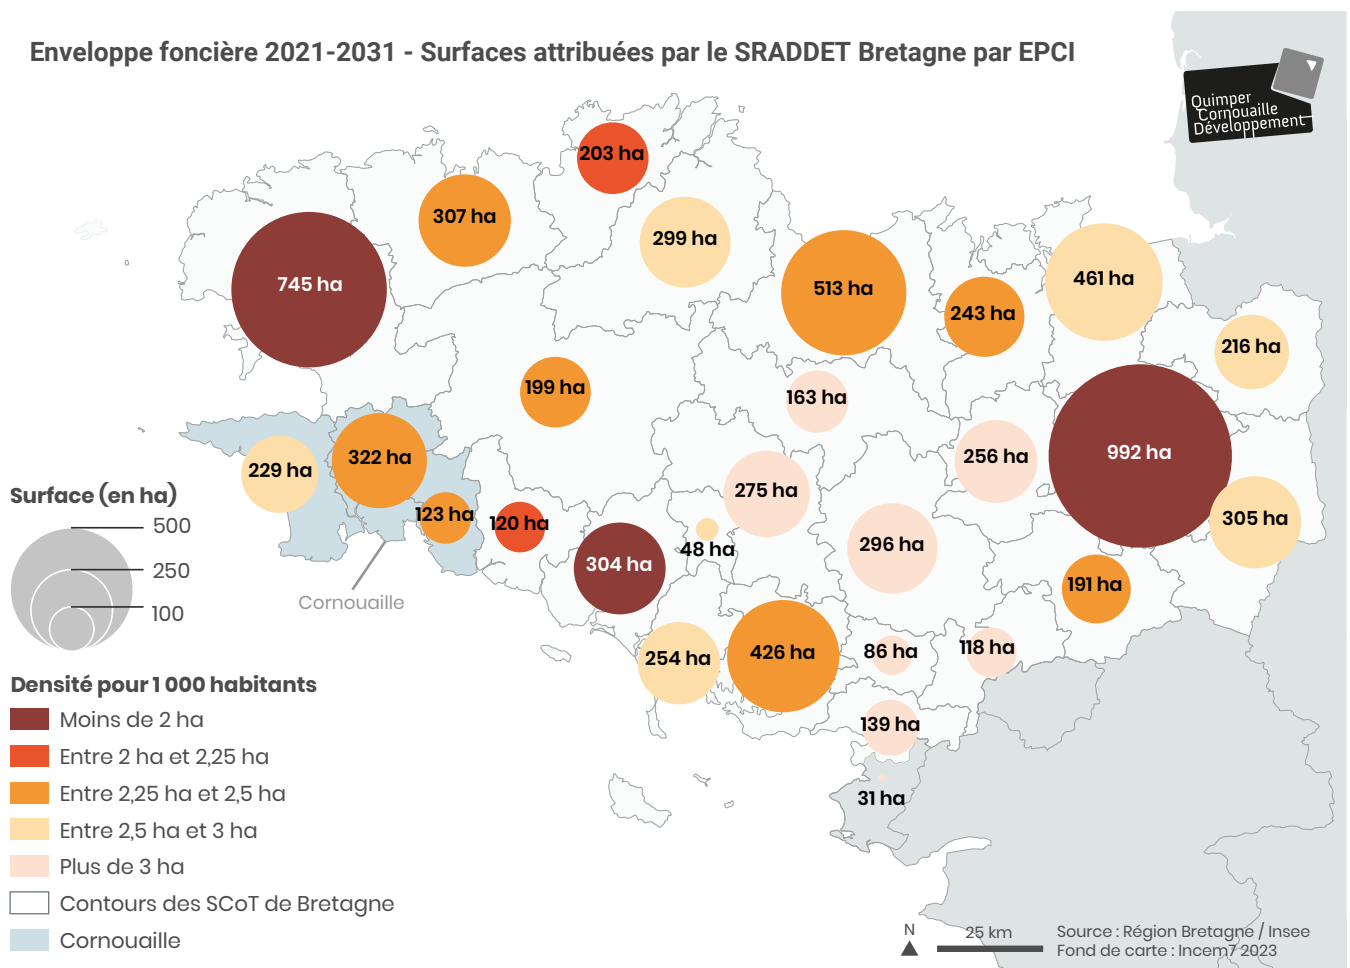 Enveloppe foncière 2021-2031 - Surfaces attribuées par le SRADDET Bretagne par EPCI
Quimper
Cornouaille
Développement
203 ha
307 ha
299 ha
745 ha
513 ha
461 ha
243 ha
216 ha
199 ha
163 ha
992 ha
322 ha
229 ha
256 ha
275 ha
123 ha
120 ha
305 ha
48 ha
296 ha
304 ha
191 ha
Cornouaille
254 ha
426 ha
86 ha
118 ha
139 ha
31 ha
Surface (en ha)
500
250
100
Densité pour 1 000 habitants
Moins de 2 ha
Entre 2 ha et 2,25 ha
Entre 2,25 ha et 2,5 ha
Entre 2,5 ha et 3 ha
Plus de 3 ha
Contours des SCoT de Bretagne
Cornouaille
N
25 km
Source : Région Bretagne / Insee
Fond de carte : Incem7 2023